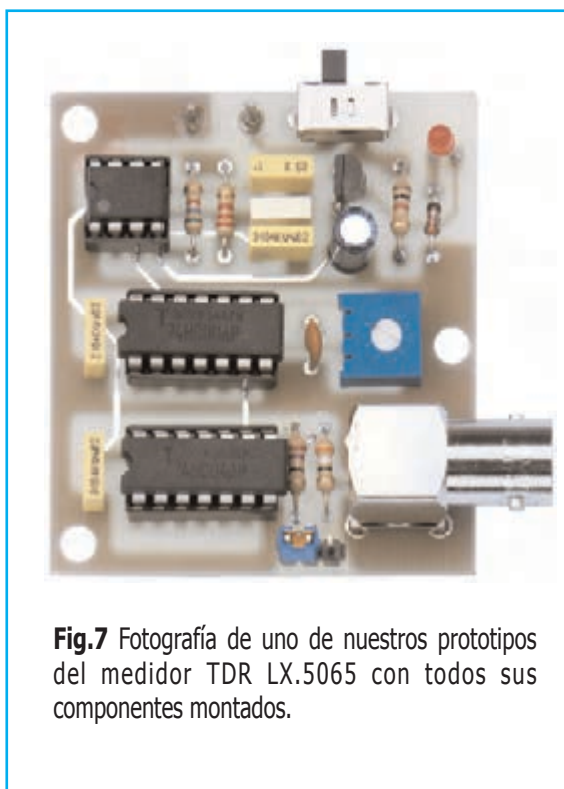 Fig.7 Fotografía de uno de nuestros prototipos
del medidor TDR LX.5065 con todos sus
componentes montados.